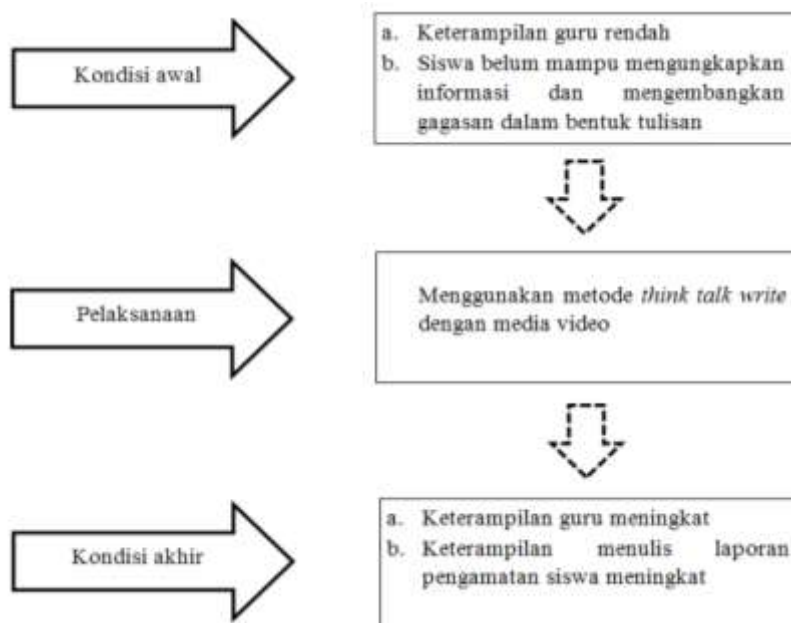 Kondisi awal
a. Keterampilan guru rendah
b. Siswa belum mampu mengungkapkan
informasi dan mengembangkan
gagasan dalam bentuk tulisan
Pelaksanaan
Menggunakan metode think talk write
dengan media video
Kondisi akhir
a. Keterampilan guru meningkat
b. Keterampilan menulis laporan
pengamatan siswa meningkat